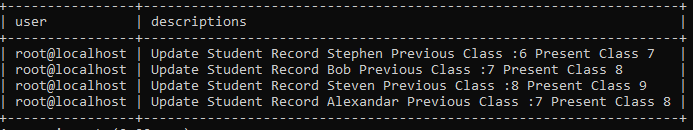 user | descriptions
root@localhost | Update Student Record Stephen Previous Class :6 Present Class 7
root@localhost | Update Student Record Bob Previous Class :7 Present Class 8
root@localhost | Update Student Record Steven Previous Class :8 Present Class 9
root@localhost | Update Student Record Alexandar Previous Class :7 Present Class 8